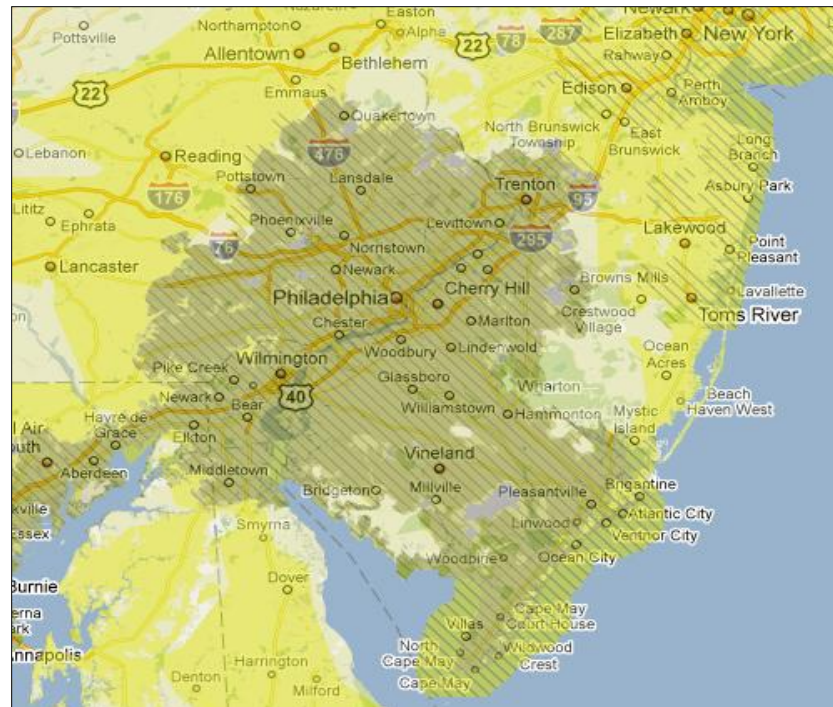 Pottsville
Northampton
Easton
Alpha
Allentown
Bethlehem
22
78
287
Newark
New York
Elizabeth
Rahway
22
Emmaus
Edison
Perth
Amboy
Quakertown
North Brunswick
Township
East
Brunswick
Lebanon
Reading
476
Long
Branch
Pottstown
Lansdale
Trenton
Asbury Park
176
95
Lititz
Ephrata
Phoenixville
Levittown
76
Norristown
295
Lakewood
Point
Pleasant
Lancaster
Newark
Browns Mills
Lavallette
Philadelphia
Cherry Hill
Crestwood
Village
Toms River
Chester
Marlton
Woodbury
Lindenwold
Ocean
Acres
Pike Creek
Wilmington
Glassboro
Wharton
Newark
40
Beach
Haven West
Bear
Williamstown
Hammonton
Havre de
Grace
Mystic
Island
l Air
outh
Elkton
Aberdeen
Vineland
Middletown
Bridgeton
Millville
Pleasantville
Brigantine
kville
Essex
Linwood
Atlantic City
Ventnor City
Smyrna
Woodbine
Ocean City
Burnie
Dover
erna
ark
Villas
Cape May
Court House
Annapolis
North
Cape May
Wildwood
Crest
Harrington
Cape May
Denton
Milford